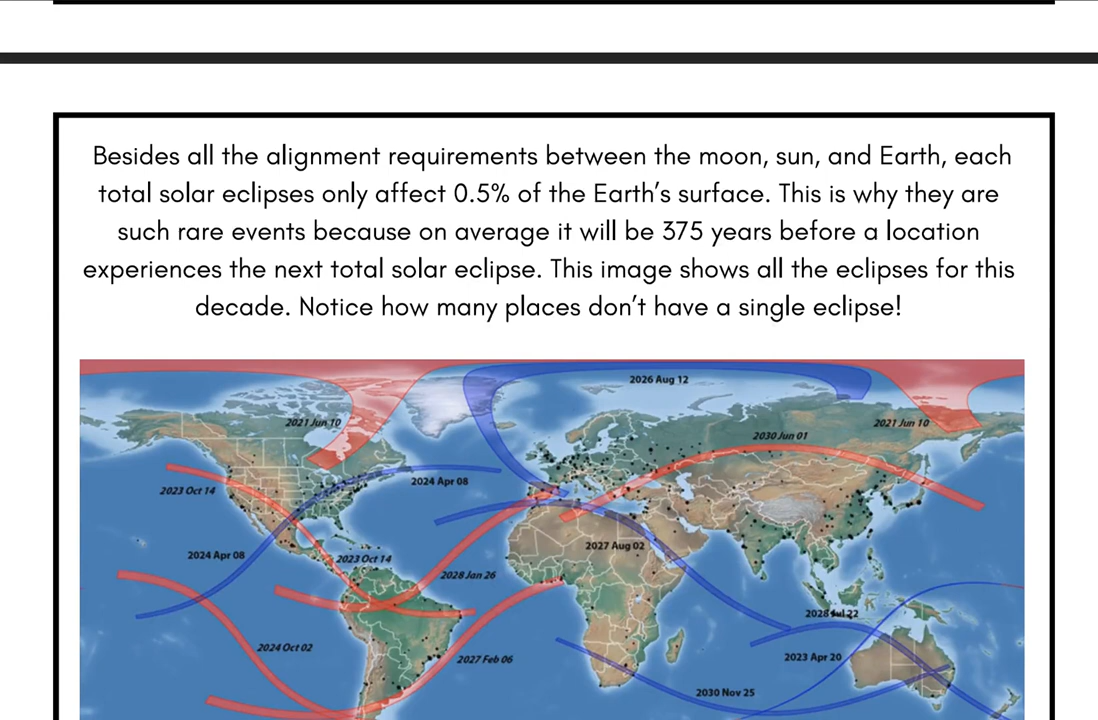 Besides all the alignment requirements between the moon, sun, and Earth, each
total solar eclipses only affect 0.5% of the Earth's surface. This is why they are
such rare events because on average it will be 375 years before a location
experiences the next total solar eclipse. This image shows all the eclipses for this
decade. Notice how many places don't have a single eclipse!
2026 Aug 12
2021 Jun 10
2021 Jun 10
2030 Jun 01
2024 Apr 08
2023 Oct 14
2027 Aug 02
2024 Apr 08
2023 Oct 14
2028 Jan 26
2028 Jul 22
2024 Oct 02
2027 Feb 06
2023 Apr 20
2030 Nov 25